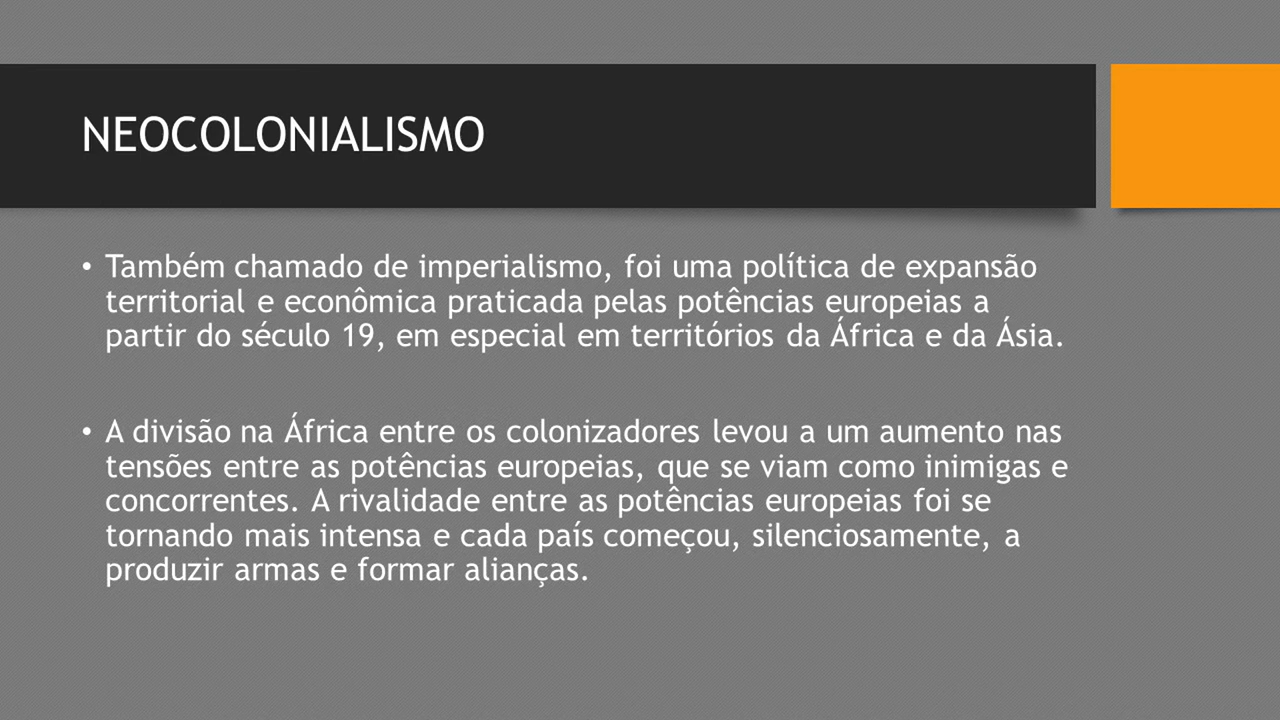 NEOCOLONIALISMO
• Também chamado de imperialismo, foi uma política de expansão
territorial e econômica praticada pelas potências europeias a
partir do século 19, em especial em territórios da África e da Ásia.
• A divisão na África entre os colonizadores levou a um aumento nas
tensões entre as potências europeias, que se viam como inimigas e
concorrentes. A rivalidade entre as potências europeias foi se
tornando mais intensa e cada país começou, silenciosamente, a
produzir armas e formar alianças.